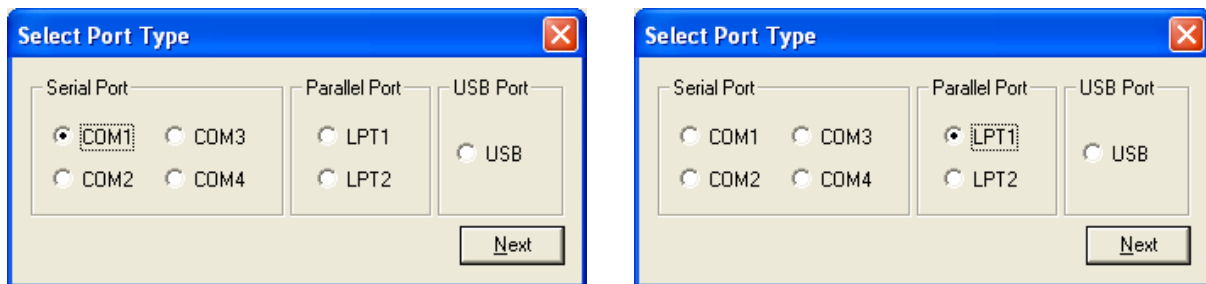 Select Port Type
Serial Port Parallel Port USB Port
COM1 COM3 LPT1 USB
COM2 COM4 LPT2
Next
Select Port Type
Serial Port Parallel Port USB Port
COM1 COM3 LPT1 USB
COM2 COM4 LPT2
Next